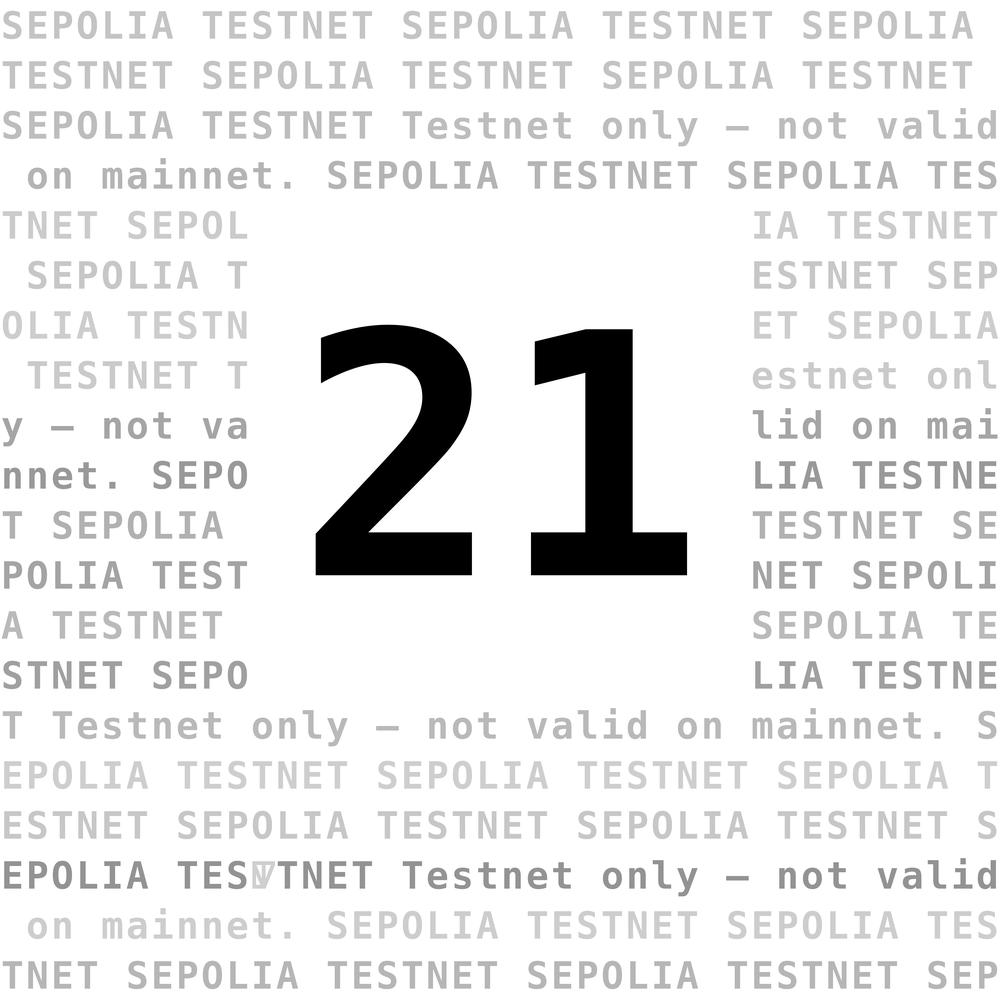 SEPOLIA TESTNET SEPOLIA TESTNET SEPOLIA
TESTNET SEPOLIA TESTNET SEPOLIA TESTNET
SEPOLIA TESTNET Testnet only — not valid
on mainnet. SEPOLIA TESTNET SEPOLIA TES
TNET SEPOL IA TESTNET
SEPOLIA T ESTNET SEP
OLIA TESTN ET SEPOLIA
TESTNET T estnet onl
21
y — not va lid on mai
nnet. SEPO LIA TESTNE
T SEPOLIA TESTNET SE
POLIA TEST NET SEPOLI
A TESTNET SEPOLIA TE
STNET SEPO LIA TESTNE
T Testnet only — not valid on mainnet. S
EPOLIA TESTNET SEPOLIA TESTNET SEPOLIA T
ESTNET SEPOLIA TESTNET SEPOLIA TESTNET S
EPOLIA TES TNET Testnet only — not valid
on mainnet. SEPOLIA TESTNET SEPOLIA TES
TNET SEPOLIA TESTNET SEPOLIA TESTNET SEP